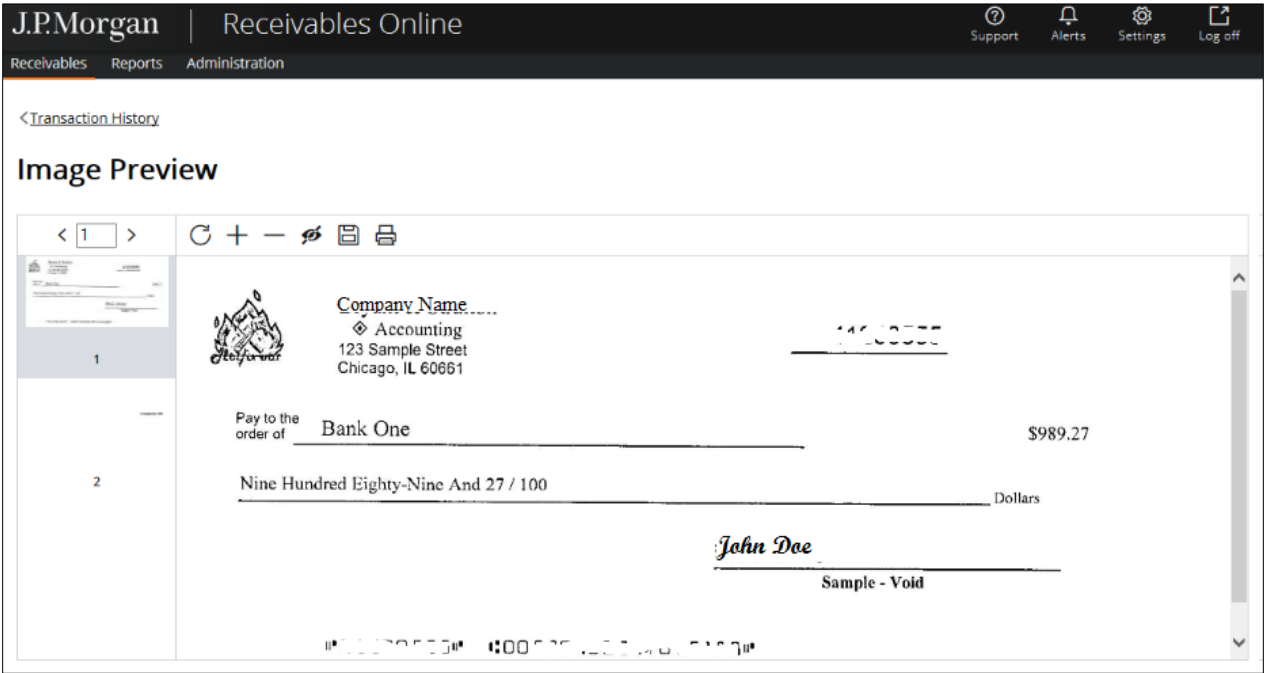 J.P.Morgan | Receivables Online
Support Alerts Settings Log off
Receivables Reports Administration
<Transaction History
Image Preview
< 1 >
1
2
Company Name
Accounting
123 Sample Street
Chicago, IL 60661
Pay to the
order of Bank One $989.27
Nine Hundred Eighty-Nine And 27 / 100
Dollars
John Doe
Sample - Void